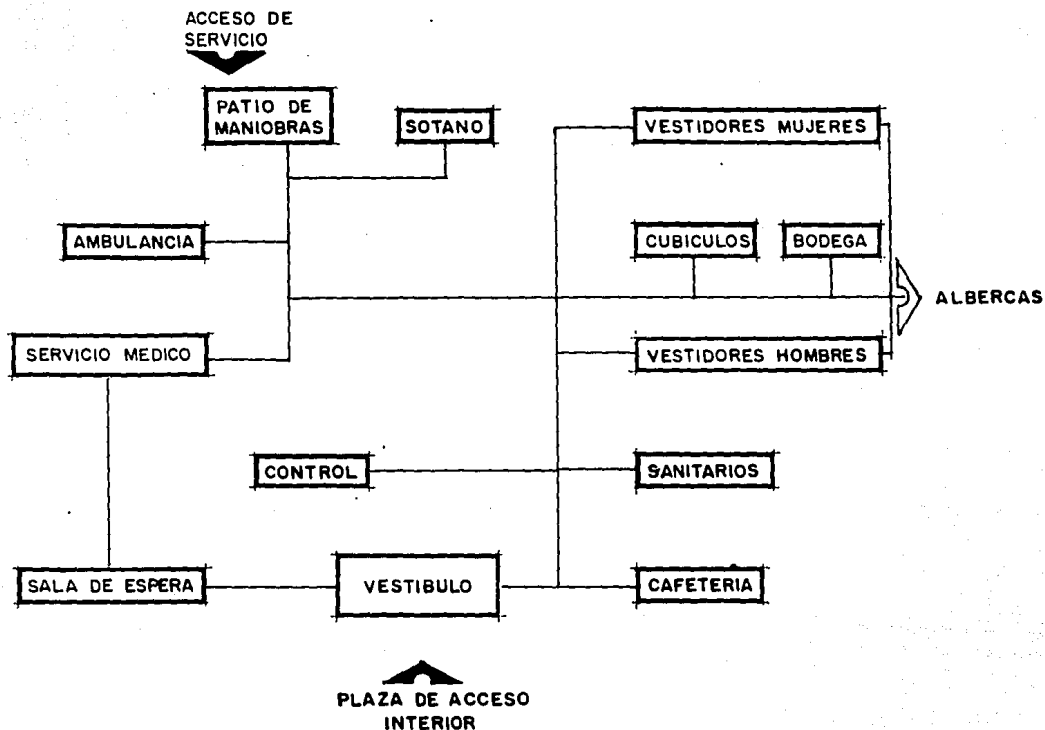 ACCESO DE
SERVICIO
PATIO DE
MANIOBRAS
SOTANO
VESTIDORES MUJERES
AMBULANCIA
CUBICULOS
BODEGA
ALBERCAS
SERVICIO MEDICO
VESTIDORES HOMBRES
CONTROL
SANITARIOS
SALA DE ESPERA
VESTIBULO
CAFETERIA
PLAZA DE ACCESO
INTERIOR